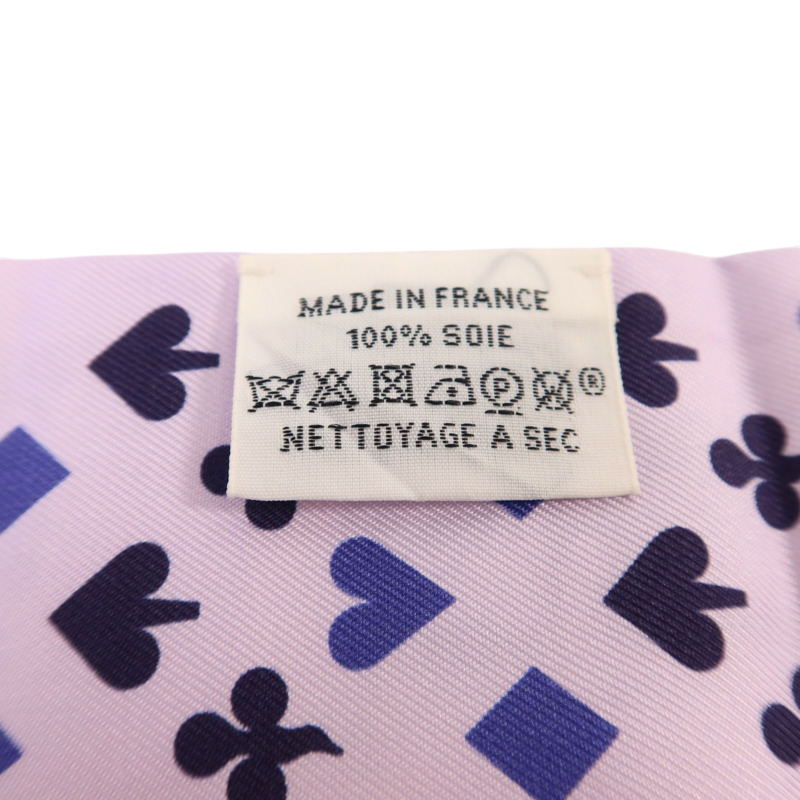 MADE IN FRANCE
100% SOIE
P W ®
NETTOYAGE A SEC